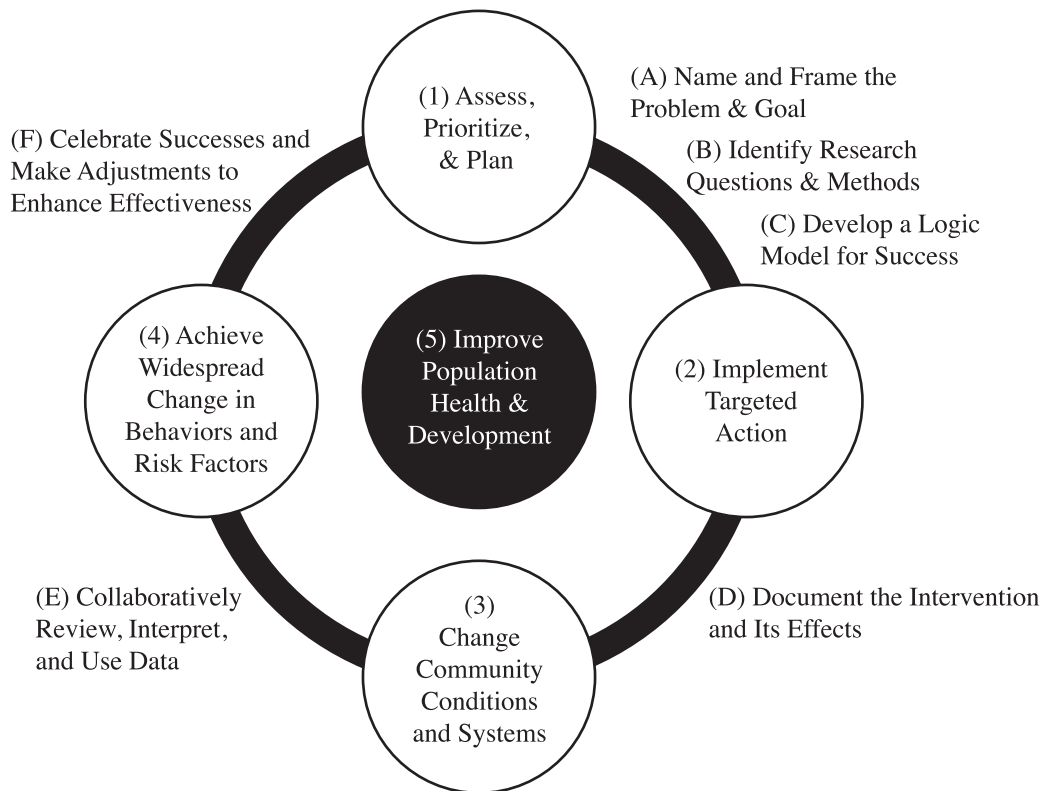 (1) Assess,
Prioritize,
& Plan
(A) Name and Frame the
Problem & Goal
(B) Identify Research
Questions & Methods
(C) Develop a Logic
Model for Success
(2) Implement
Targeted
Action
(D) Document the Intervention
and Its Effects
(3)
Change
Community
Conditions
and Systems
(E) Collaboratively
Review, Interpret,
and Use Data
(4) Achieve
Widespread
Change in
Behaviors and
Risk Factors
(F) Celebrate Successes and
Make Adjustments to
Enhance Effectiveness
(5) Improve
Population
Health &
Development